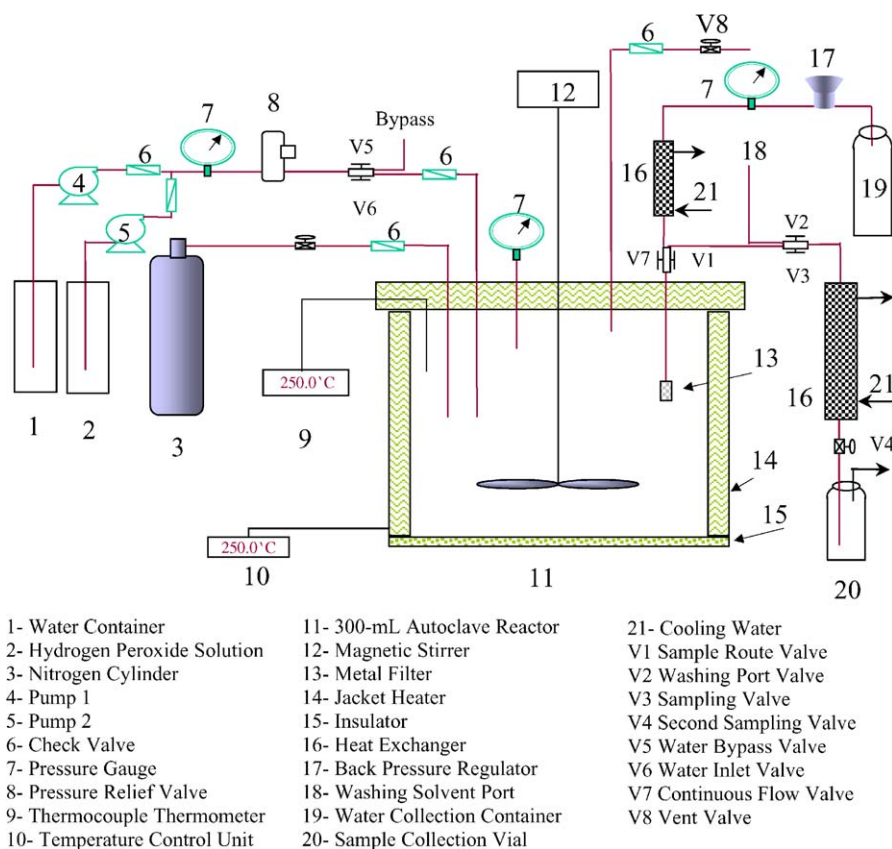 6
V8
17
7
12
7
8
Bypass
V5
6
6
4
16
18
21
19
7
V2
V6
5
6
V7
V1
V3
250.0°C
13
16
21
1
2
3
9
V4
14
250.0°C
15
10
11
20
1- Water Container
2- Hydrogen Peroxide Solution
3- Nitrogen Cylinder
4- Pump 1
5- Pump 2
6- Check Valve
7- Pressure Gauge
8- Pressure Relief Valve
9- Thermocouple Thermometer
10- Temperature Control Unit
11- 300-mL Autoclave Reactor
12- Magnetic Stirrer
13- Metal Filter
14- Jacket Heater
15- Insulator
16- Heat Exchanger
17- Back Pressure Regulator
18- Washing Solvent Port
19- Water Collection Container
20- Sample Collection Vial
21- Cooling Water
V1 Sample Route Valve
V2 Washing Port Valve
V3 Sampling Valve
V4 Second Sampling Valve
V5 Water Bypass Valve
V6 Water Inlet Valve
V7 Continuous Flow Valve
V8 Vent Valve